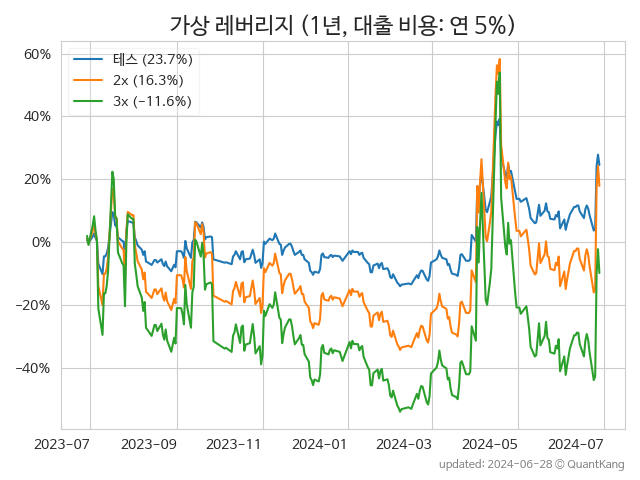 가상 레버리지 (1년, 대출 비용: 연 5%)
테스 (23.7%)
2x (16.3%)
3x (−11.6%)
60%
40%
20%
0%
−20%
−40%
2023-07 2023-09 2023-11 2024-01 2024-03 2024-05 2024-07
updated: 2024-06-28 © QuantKang